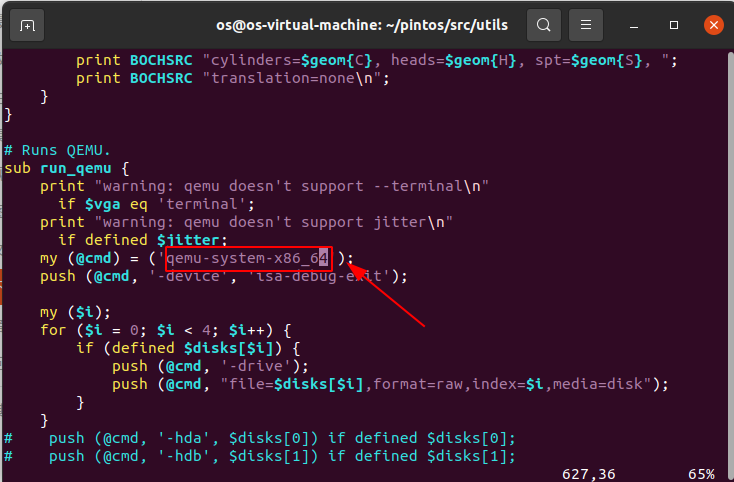 os@os-virtual-machine: ~/pintos/src/utils
        print BOCHSRC "cylinders=$geom{C}, heads=$geom{H}, spt=$geom{S}, ";
        print BOCHSRC "translation=none\n";
    }
}

# Runs QEMU.
sub run_qemu {
    print "warning: qemu doesn't support --terminal\n"
      if $vga eq 'terminal';
    print "warning: qemu doesn't support jitter\n"
      if defined $jitter;
    my (@cmd) = ('qemu-system-x86_64');
    push (@cmd, '-device', 'isa-debug-exit');

    my ($i);
    for ($i = 0; $i < 4; $i++) {
        if (defined $disks[$i]) {
            push (@cmd, '-drive');
            push (@cmd, "file=$disks[$i],format=raw,index=$i,media=disk");
        }
    }
#    push (@cmd, '-hda', $disks[0]) if defined $disks[0];
#    push (@cmd, '-hdb', $disks[1]) if defined $disks[1];
627,36        65%